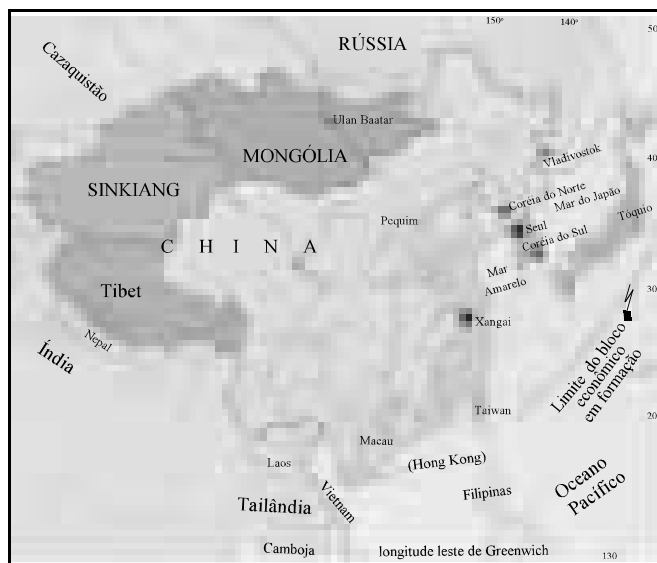 150º 140º
50
RÚSSIA
Cazaquistão
Ulan Baatar
MONGÓLIA
Vladivostok
40
SINKIANG
Coréia do Norte
Mar do Japão
Tóquio
Pequim
Seul
Coréia do Sul
C H I N A
Mar
Amarelo
Tibet
30
Xangai
Nepal
Índia
Limite do bloco
econômico
em formação
Taiwan
20
Macau
(Hong Kong)
Laos
Vietnam
Filipinas
Oceano
Pacífico
Tailândia
Camboja
longitude leste de Greenwich
130